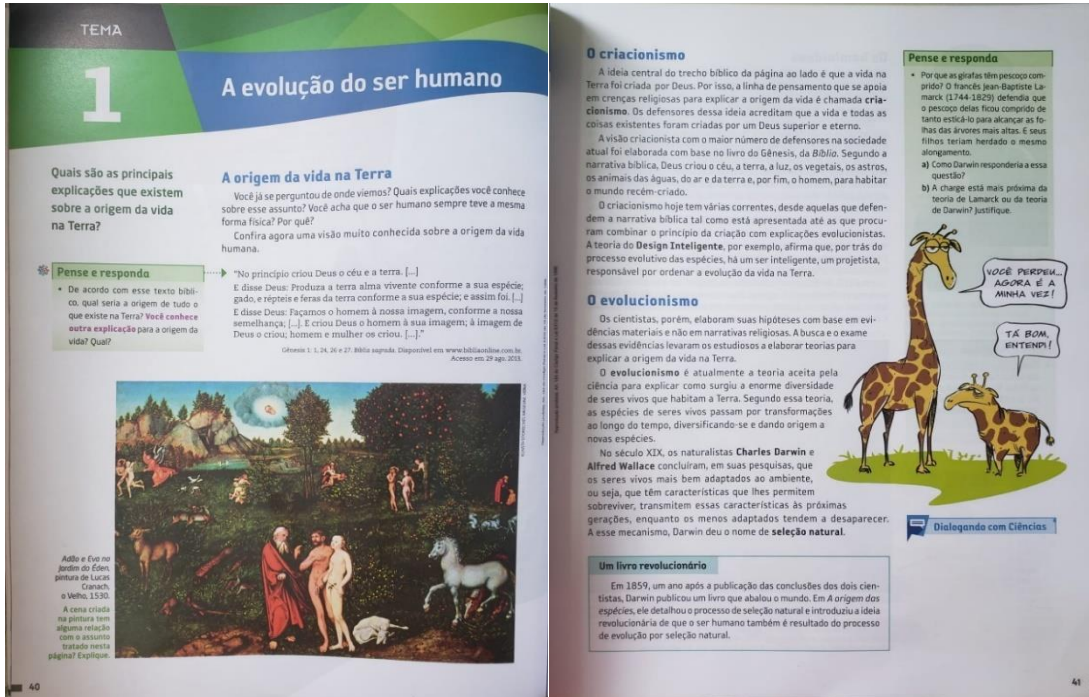 TEMA
1
A evolução do ser humano
Quais são as principais
explicações que existem
sobre a origem da vida
na Terra?
A origem da vida na Terra
Você já se perguntou de onde viemos? Quais explicações você conhece
sobre esse assunto? Você acha que o ser humano sempre teve a mesma
forma física? Por quê?
Confira agora uma visão muito conhecida sobre a origem da vida
humana.
Pense e responda
• De acordo com esse texto bíbli-
co, qual seria a origem de tudo o
que existe na Terra? Você conhece
outra explicação para a origem da
vida? Qual?
"No princípio criou Deus o céu e a terra. [...]
E disse Deus: Produza a terra alma vivente conforme a sua espécie;
gado, e répteis e feras da terra conforme a sua espécie; e assim foi. [...]
E disse Deus: Façamos o homem à nossa imagem, conforme a nossa
semelhança; [...]. E criou Deus o homem à sua imagem; à imagem de
Deus o criou; homem e mulher os criou. [...]."
Gênesis 1: 1, 24, 26 e 27. Bíblia sagrada. Disponível em www.bibliaonline.com.br.
Acesso em 29 ago. 2015.
Adão e Eva no
Jardim do Éden,
pintura de Lucas
Cranach,
o Velho, 1530.
A cena criada
na pintura tem
alguma relação
com o assunto
tratado nesta
página? Explique.
40
O criacionismo
A ideia central do trecho bíblico da página ao lado é que a vida na
Terra foi criada por Deus. Por isso, a linha de pensamento que se apoia
em crenças religiosas para explicar a origem da vida é chamada cria-
cionismo. Os defensores dessa ideia acreditam que a vida e todas as
coisas existentes foram criadas por um Deus superior e eterno.
A visão criacionista com o maior número de defensores na sociedade
atual foi elaborada com base no livro do Gênesis, da Bíblia. Segundo a
narrativa bíblica, Deus criou o céu, a terra, a luz, os vegetais, os astros,
os animais das águas, do ar e da terra e, por fim, o homem, para habitar
o mundo recém-criado.
O criacionismo hoje tem várias correntes, desde aquelas que defen-
dem a narrativa bíblica tal como está apresentada até as que procu-
ram combinar o princípio da criação com explicações evolucionistas.
A teoria do Design Inteligente, por exemplo, afirma que, por trás do
processo evolutivo das espécies, há um ser inteligente, um projetista,
responsável por ordenar a evolução da vida na Terra.
O evolucionismo
Os cientistas, porém, elaboram suas hipóteses com base em evi-
dências materiais e não em narrativas religiosas. A busca e o exame
dessas evidências levaram os estudiosos a elaborar teorias para
explicar a origem da vida na Terra.
O evolucionismo é atualmente a teoria aceita pela
ciência para explicar como surgiu a enorme diversidade
de seres vivos que habitam a Terra. Segundo essa teoria,
as espécies de seres vivos passam por transformações
ao longo do tempo, diversificando-se e dando origem a
novas espécies.
No século XIX, os naturalistas Charles Darwin e
Alfred Wallace concluíram, em suas pesquisas, que
os seres vivos mais bem adaptados ao ambiente,
ou seja, que têm características que lhes permitem
sobreviver, transmitem essas características às próximas
gerações, enquanto os menos adaptados tendem a desaparecer.
A esse mecanismo, Darwin deu o nome de seleção natural.
Um livro revolucionário
Em 1859, um ano após a publicação das conclusões dos dois cien-
tistas, Darwin publicou um livro que abalou o mundo. Em A origem das
espécies, ele detalhou o processo de seleção natural e introduziu a ideia
revolucionária de que o ser humano também é resultado do processo
de evolução por seleção natural.
Pense e responda
• Por que as girafas têm pescoço com-
prido? O francês Jean-Baptiste La-
marck (1744-1829) defendia que
o pescoço delas ficou comprido de
tanto esticá-lo para alcançar as fo-
lhas das árvores mais altas. E seus
filhos teriam herdado o mesmo
alongamento.
a) Como Darwin responderia a essa
questão?
b) A charge está mais próxima da
teoria de Lamarck ou da teoria
de Darwin? Justifique.
VOCÊ PERDEU...
AGORA É A
MINHA VEZ!
TÁ BOM,
ENTENDI!
Dialogando com Ciências
41